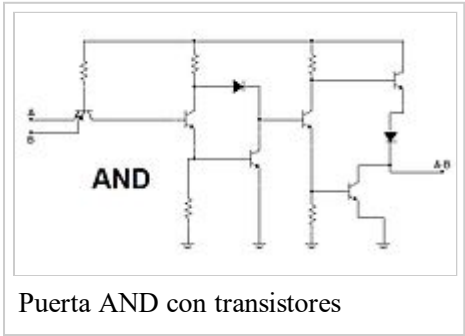 A
B
AND
A·B
Puerta AND con transistores